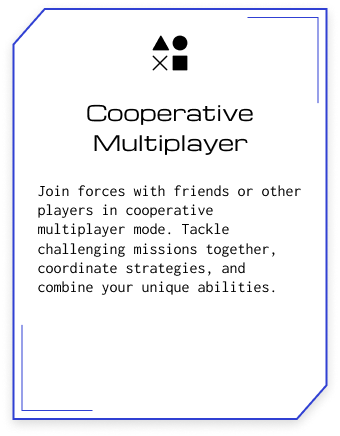 Cooperative
Multiplayer
Join forces with friends or other
players in cooperative
multiplayer mode. Tackle
challenging missions together,
coordinate strategies, and
combine your unique abilities.